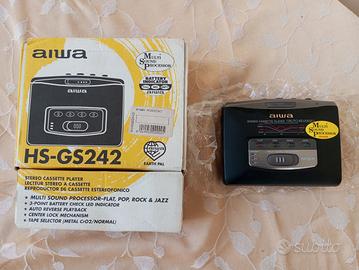 aiwa
MULTI
SOUND
PROCESSOR
BATTERY
INDICATOR
HS-GS242
EARTH PAL
STEREO CASSETTE PLAYER
LECTEUR STEREO A CASSETTE
REPRODUCTOR DE CASSETTE ESTEREOFONICO
• MULTI SOUND PROCESSOR-FLAT, POP, ROCK & JAZZ
• 3-POINT BATTERY CHECK LED INDICATOR
• AUTO REVERSE PLAYBACK
• CENTER LOCK MECHANISM
• TAPE SELECTOR (METAL CrO2/NORMAL)
aiwa
MULTI
SOUND
PROCESSOR
subito